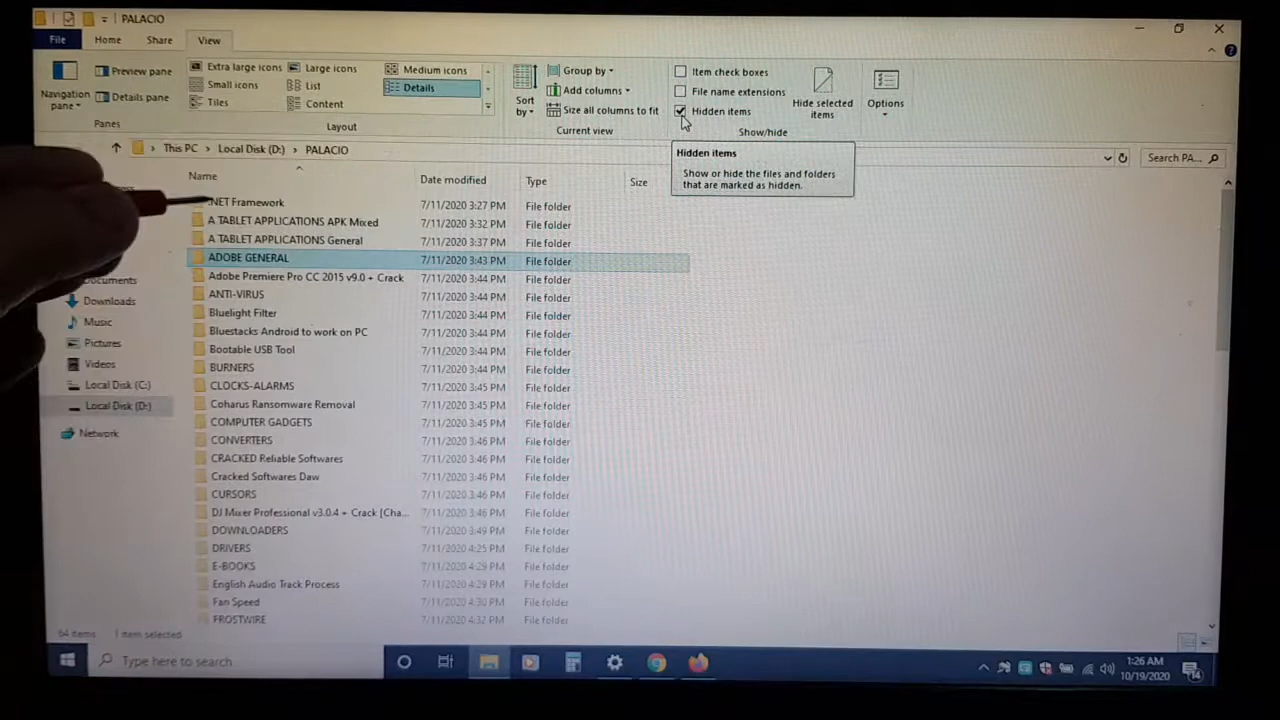 PALACIO
File Home Share View
Navigation pane
Preview pane
Details pane
Panes
Extra large icons Large icons Medium icons
Small icons List Details
Tiles Content
Layout
Sort by
Group by
Add columns
Size all columns to fit
Current view
Item check boxes
File name extensions
Hidden items
Hide selected items
Show/hide
Options
This PC > Local Disk (D:) > PALACIO
Search PA...
Hidden items
Show or hide the files and folders
that are marked as hidden.
Name Date modified Type Size
.NET Framework 7/11/2020 3:27 PM File folder
A TABLET APPLICATIONS APK Mixed 7/11/2020 3:32 PM File folder
A TABLET APPLICATIONS General 7/11/2020 3:37 PM File folder
ADOBE GENERAL 7/11/2020 3:43 PM File folder
Adobe Premiere Pro CC 2015 v9.0 + Crack 7/11/2020 3:44 PM File folder
ANTI-VIRUS 7/11/2020 3:44 PM File folder
Bluelight Filter 7/11/2020 3:44 PM File folder
Bluestacks Android to work on PC 7/11/2020 3:44 PM File folder
Bootable USB Tool 7/11/2020 3:44 PM File folder
BURNERS 7/11/2020 3:44 PM File folder
CLOCKS-ALARMS 7/11/2020 3:45 PM File folder
Coharus Ransomware Removal 7/11/2020 3:45 PM File folder
COMPUTER GADGETS 7/11/2020 3:45 PM File folder
CONVERTERS 7/11/2020 3:46 PM File folder
CRACKED Reliable Softwares 7/11/2020 3:46 PM File folder
Cracked Softwares Daw 7/11/2020 3:46 PM File folder
CURSORS 7/11/2020 3:46 PM File folder
DJ Mixer Professional v3.0.4 + Crack [Cha... 7/11/2020 3:46 PM File folder
DOWNLOADERS 7/11/2020 3:49 PM File folder
DRIVERS 7/11/2020 4:25 PM File folder
E-BOOKS 7/11/2020 4:29 PM File folder
English Audio Track Process 7/11/2020 4:29 PM File folder
Fan Speed 7/11/2020 4:30 PM File folder
FROSTWIRE 7/11/2020 4:32 PM File folder
Documents
Downloads
Music
Pictures
Videos
Local Disk (C:)
Local Disk (D:)
Network
64 items 1 item selected
Type here to search
1:26 AM
10/19/2020
14